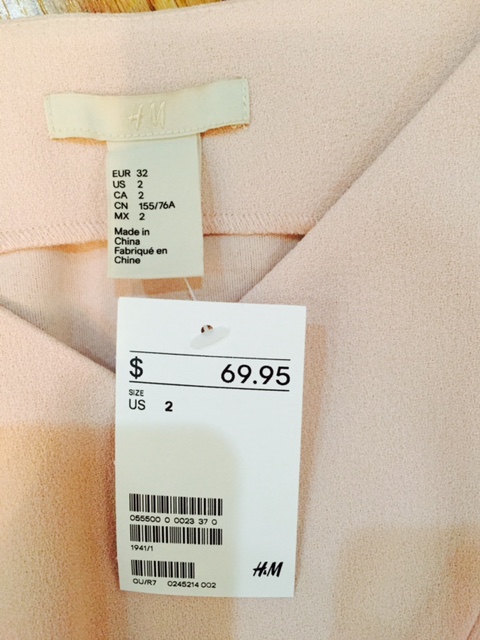 H&M
EUR 32
US 2
CA 2
CN 155/76A
MX 2
Made in
China
Fabriqué en
Chine
$ 69.95
SIZE
US 2
055500 0 0023 37 0
1941/1
OU/R7 0245214 002
H&M